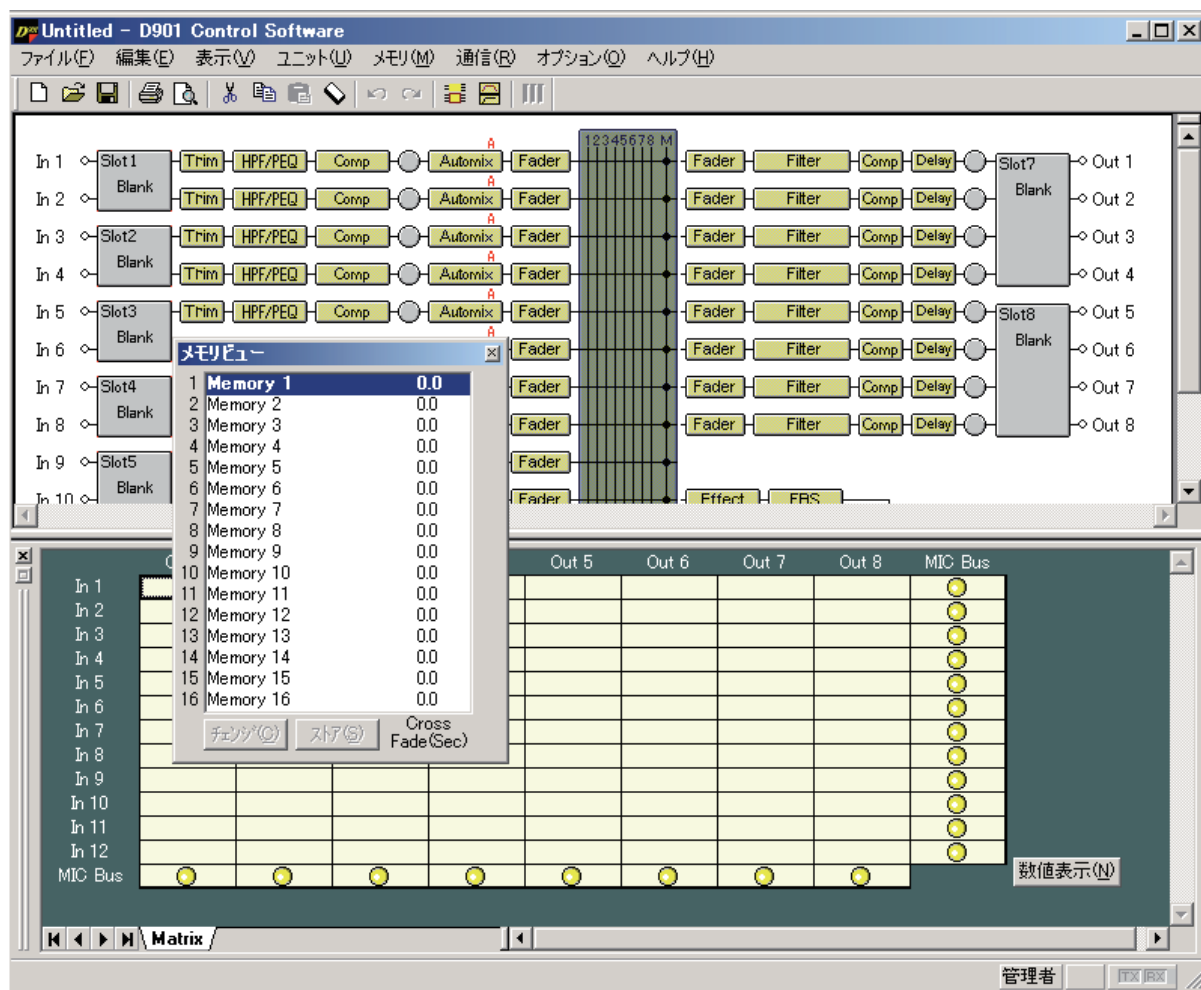 Untitled - D901 Control Software
ファイル(F) 編集(E) 表示(V) ユニット(U) メモリ(M) 通信(R) オプション(O) ヘルプ(H)
12345678 M
A
In 1 Slot1 Trim HPF/PEQ Comp Automix Fader Fader Filter Comp Delay Slot7 Out 1
Blank Blank
A
In 2 Trim HPF/PEQ Comp Automix Fader Fader Filter Comp Delay Out 2
A
In 3 Slot2 Trim HPF/PEQ Comp Automix Fader Fader Filter Comp Delay Out 3
Blank
A
In 4 Trim HPF/PEQ Comp Automix Fader Fader Filter Comp Delay Out 4
A
In 5 Slot3 Trim HPF/PEQ Comp Automix Fader Fader Filter Comp Delay Slot8 Out 5
Blank Blank
A
In 6 Fader Fader Filter Comp Delay Out 6
In 7 Slot4 Fader Fader Filter Comp Delay Out 7
Blank
In 8 Fader Fader Filter Comp Delay Out 8
In 9 Slot5 Fader
Blank
In 10 Fader Effect FBS
メモリビュー
1 Memory 1 0.0
2 Memory 2 0.0
3 Memory 3 0.0
4 Memory 4 0.0
5 Memory 5 0.0
6 Memory 6 0.0
7 Memory 7 0.0
8 Memory 8 0.0
9 Memory 9 0.0
10 Memory 10 0.0
11 Memory 11 0.0
12 Memory 12 0.0
13 Memory 13 0.0
14 Memory 14 0.0
15 Memory 15 0.0
16 Memory 16 0.0
チェンジ(C) ストア(S) Cross
Fade(Sec)
Out 5 Out 6 Out 7 Out 8 MIC Bus
In 1
In 2
In 3
In 4
In 5
In 6
In 7
In 8
In 9
In 10
In 11
In 12
MIC Bus
数値表示(N)
Matrix
管理者 TX RX